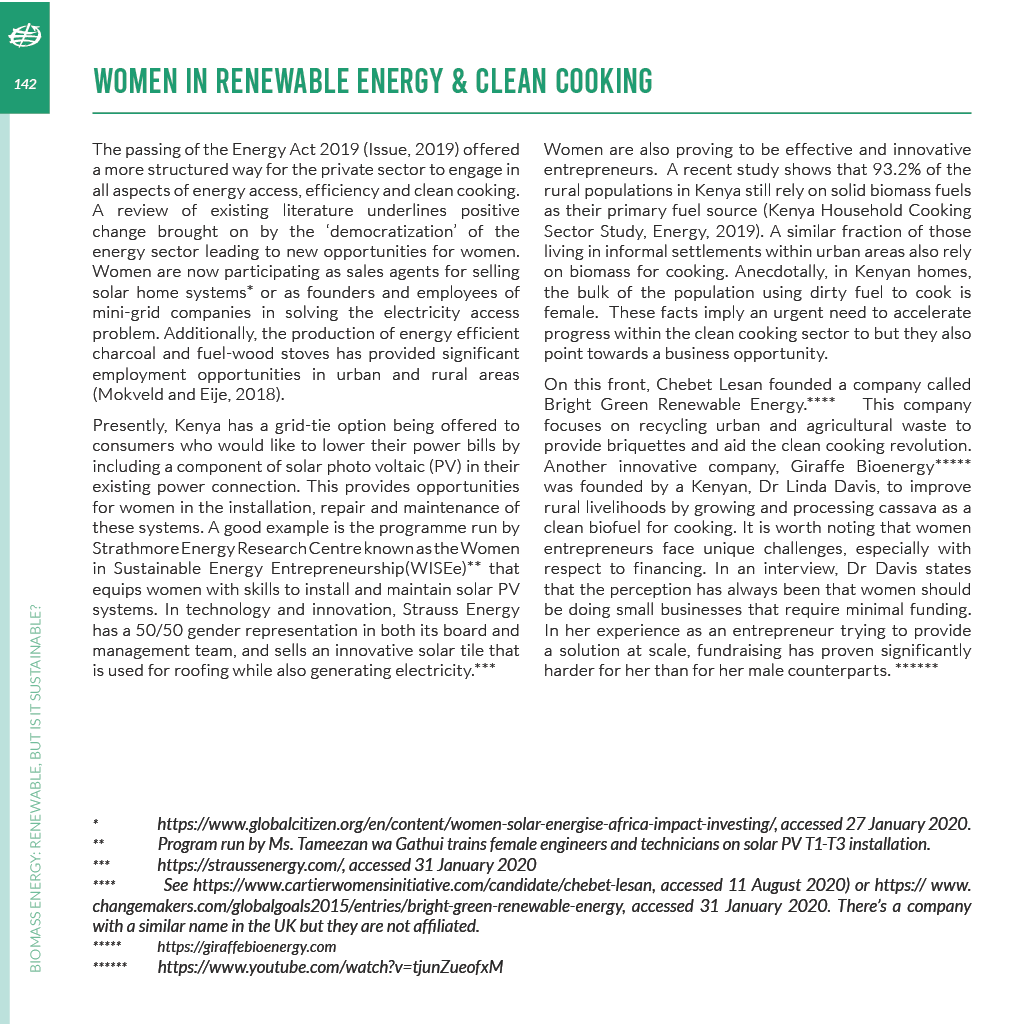 142
WOMEN IN RENEWABLE ENERGY & CLEAN COOKING
The passing of the Energy Act 2019 (Issue, 2019) offered
a more structured way for the private sector to engage in
all aspects of energy access, efficiency and clean cooking.
A review of existing literature underlines positive
change brought on by the ‘democratization’ of the
energy sector leading to new opportunities for women.
Women are now participating as sales agents for selling
solar home systems* or as founders and employees of
mini-grid companies in solving the electricity access
problem. Additionally, the production of energy efficient
charcoal and fuel-wood stoves has provided significant
employment opportunities in urban and rural areas
(Mokveld and Eije, 2018).
Presently, Kenya has a grid-tie option being offered to
consumers who would like to lower their power bills by
including a component of solar photo voltaic (PV) in their
existing power connection. This provides opportunities
for women in the installation, repair and maintenance of
these systems. A good example is the programme run by
Strathmore Energy Research Centre known as the Women
in Sustainable Energy Entrepreneurship(WISEe)** that
equips women with skills to install and maintain solar PV
systems. In technology and innovation, Strauss Energy
has a 50/50 gender representation in both its board and
management team, and sells an innovative solar tile that
is used for roofing while also generating electricity.***
Women are also proving to be effective and innovative
entrepreneurs. A recent study shows that 93.2% of the
rural populations in Kenya still rely on solid biomass fuels
as their primary fuel source (Kenya Household Cooking
Sector Study, Energy, 2019). A similar fraction of those
living in informal settlements within urban areas also rely
on biomass for cooking. Anecdotally, in Kenyan homes,
the bulk of the population using dirty fuel to cook is
female. These facts imply an urgent need to accelerate
progress within the clean cooking sector to but they also
point towards a business opportunity.
On this front, Chebet Lesan founded a company called
Bright Green Renewable Energy.**** This company
focuses on recycling urban and agricultural waste to
provide briquettes and aid the clean cooking revolution.
Another innovative company, Giraffe Bioenergy*****
was founded by a Kenyan, Dr Linda Davis, to improve
rural livelihoods by growing and processing cassava as a
clean biofuel for cooking. It is worth noting that women
entrepreneurs face unique challenges, especially with
respect to financing. In an interview, Dr Davis states
that the perception has always been that women should
be doing small businesses that require minimal funding.
In her experience as an entrepreneur trying to provide
a solution at scale, fundraising has proven significantly
harder for her than for her male counterparts. ******
* https://www.globalcitizen.org/en/content/women-solar-energise-africa-impact-investing/, accessed 27 January 2020.
** Program run by Ms. Tameezan wa Gathui trains female engineers and technicians on solar PV T1-T3 installation.
*** https://straussenergy.com/, accessed 31 January 2020
**** See https://www.cartierwomensinitiative.com/candidate/chebet-lesan, accessed 11 August 2020) or https:// www.
changemakers.com/globalgoals2015/entries/bright-green-renewable-energy, accessed 31 January 2020. There’s a company
with a similar name in the UK but they are not affiliated.
***** https://giraffebioenergy.com
****** https://www.youtube.com/watch?v=tjunZueofxM
BIOMASS ENERGY: RENEWABLE, BUT IS IT SUSTAINABLE?